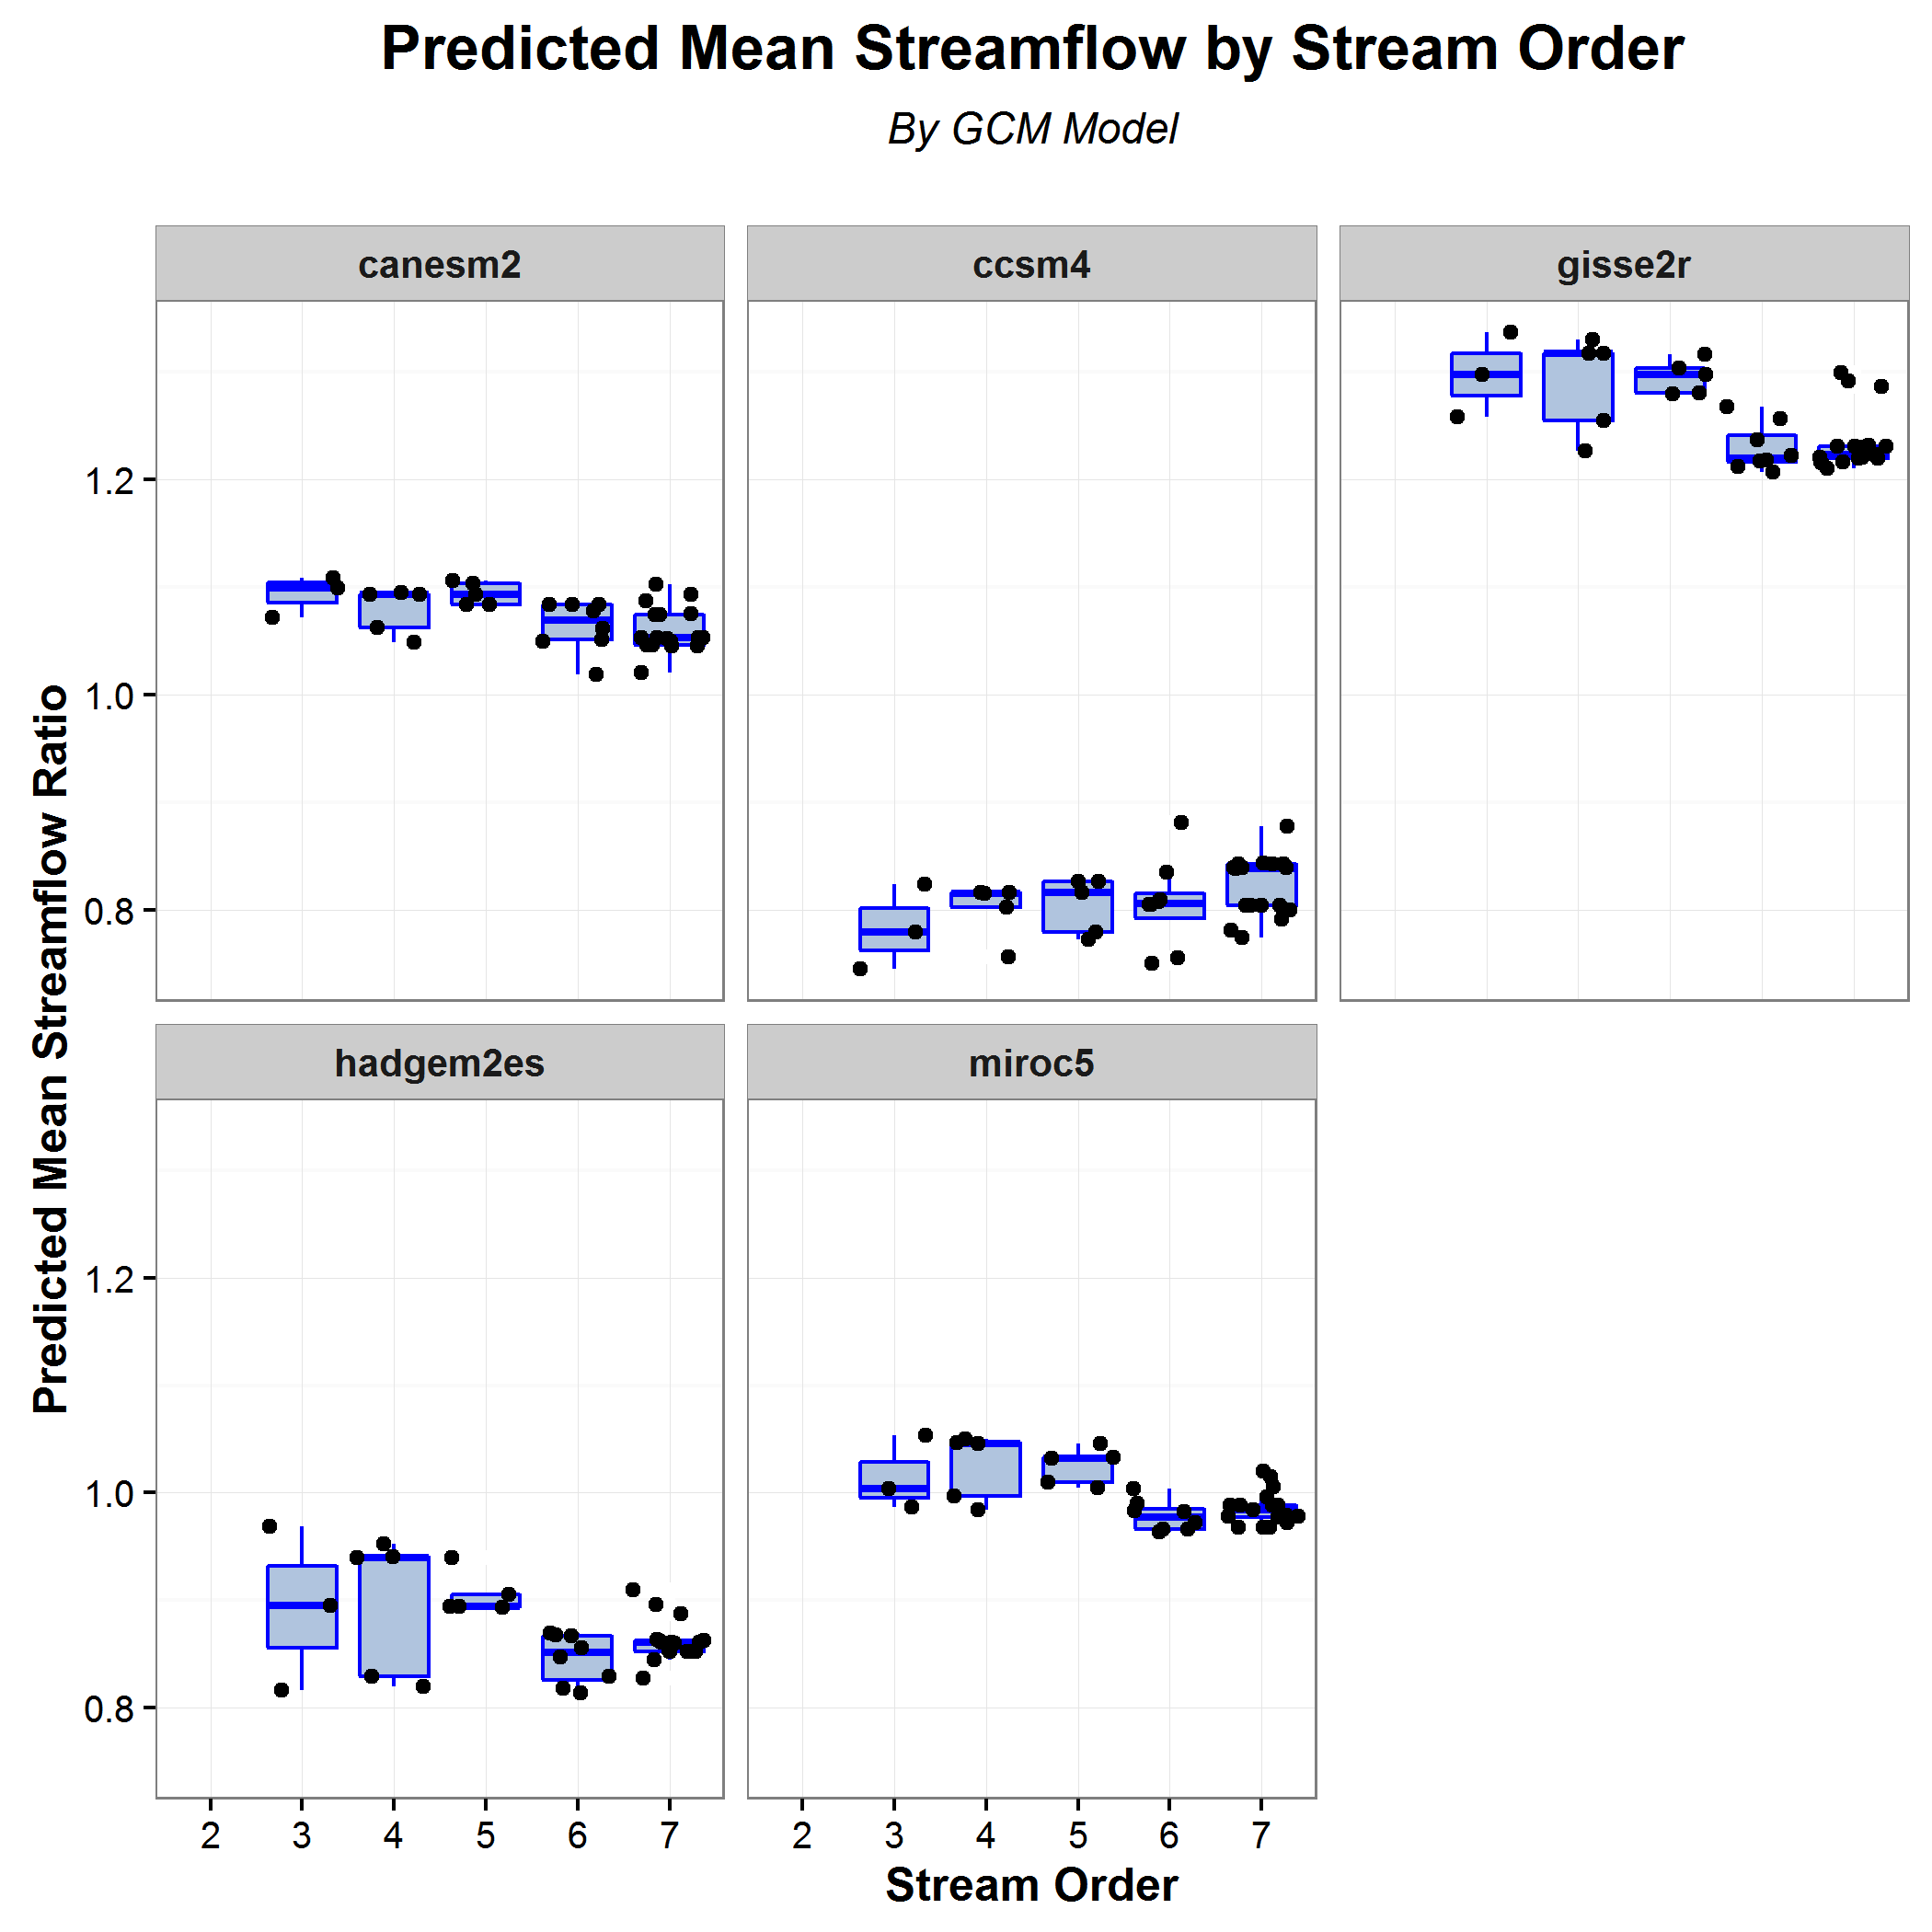 Predicted Mean Streamflow by Stream Order
By GCM Model
canesm2
ccsm4
gisse2r
1.2
1.0
0.8
Predicted Mean Streamflow Ratio
hadgem2es
miroc5
1.2
1.0
0.8
2 3 4 5 6 7
2 3 4 5 6 7
Stream Order